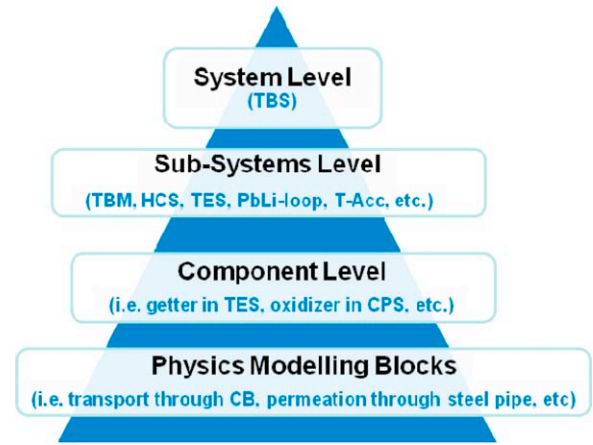 System Level
(TBS)
Sub-Systems Level
(TBM, HCS, TES, PbLi-loop, T-Acc, etc.)
Component Level
(i.e. getter in TES, oxidizer in CPS, etc.)
Physics Modelling Blocks
(i.e. transport through CB, permeation through steel pipe, etc)